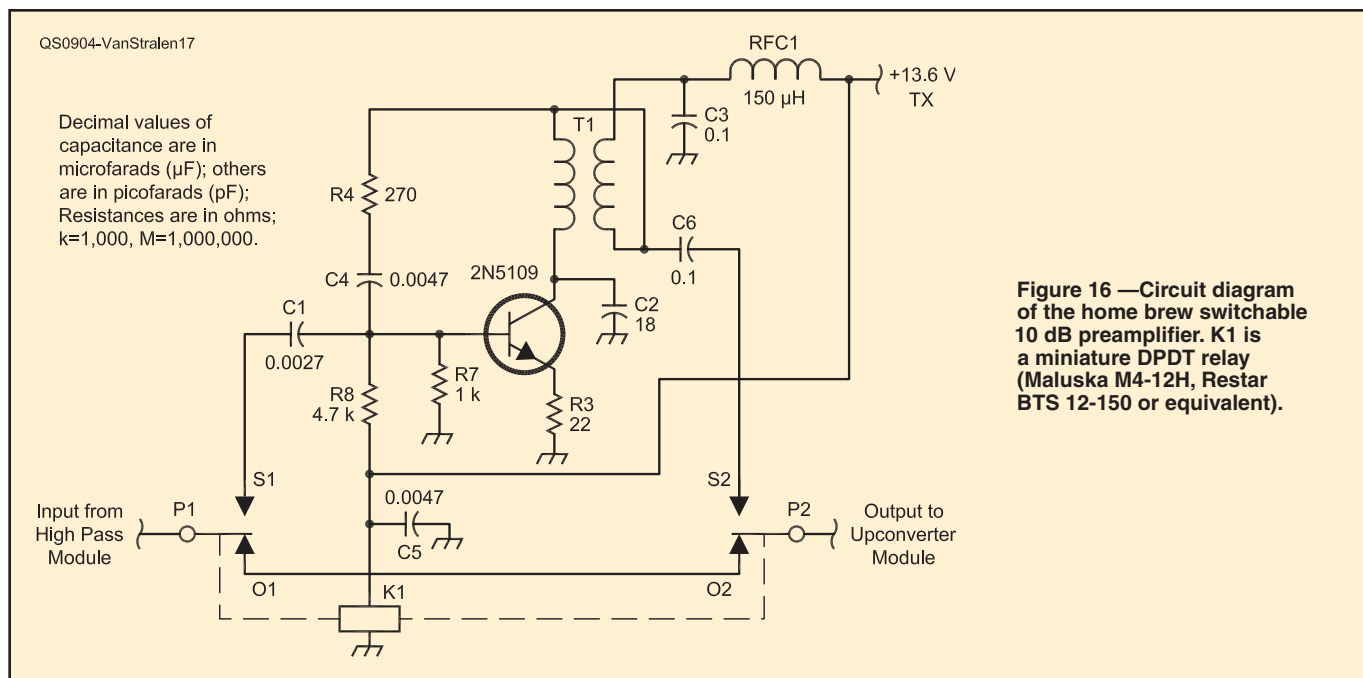 QS0904-VanStralen17
Decimal values of
capacitance are in
microfarads (µF); others
are in picofarads (pF);
Resistances are in ohms;
k=1,000, M=1,000,000.
RFC1
150 µH
+13.6 V
TX
C3
0.1
T1
R4
270
C6
0.1
C4
0.0047
2N5109
C2
18
C1
0.0027
R7
1 k
R8
4.7 k
R3
22
S1
S2
Input from
High Pass
Module
P1
0.0047
C5
P2
Output to
Upconverter
Module
O1
O2
K1
Figure 16 —Circuit diagram
of the home brew switchable
10 dB preamplifier. K1 is
a miniature DPDT relay
(Maluska M4-12H, Restar
BTS 12-150 or equivalent).